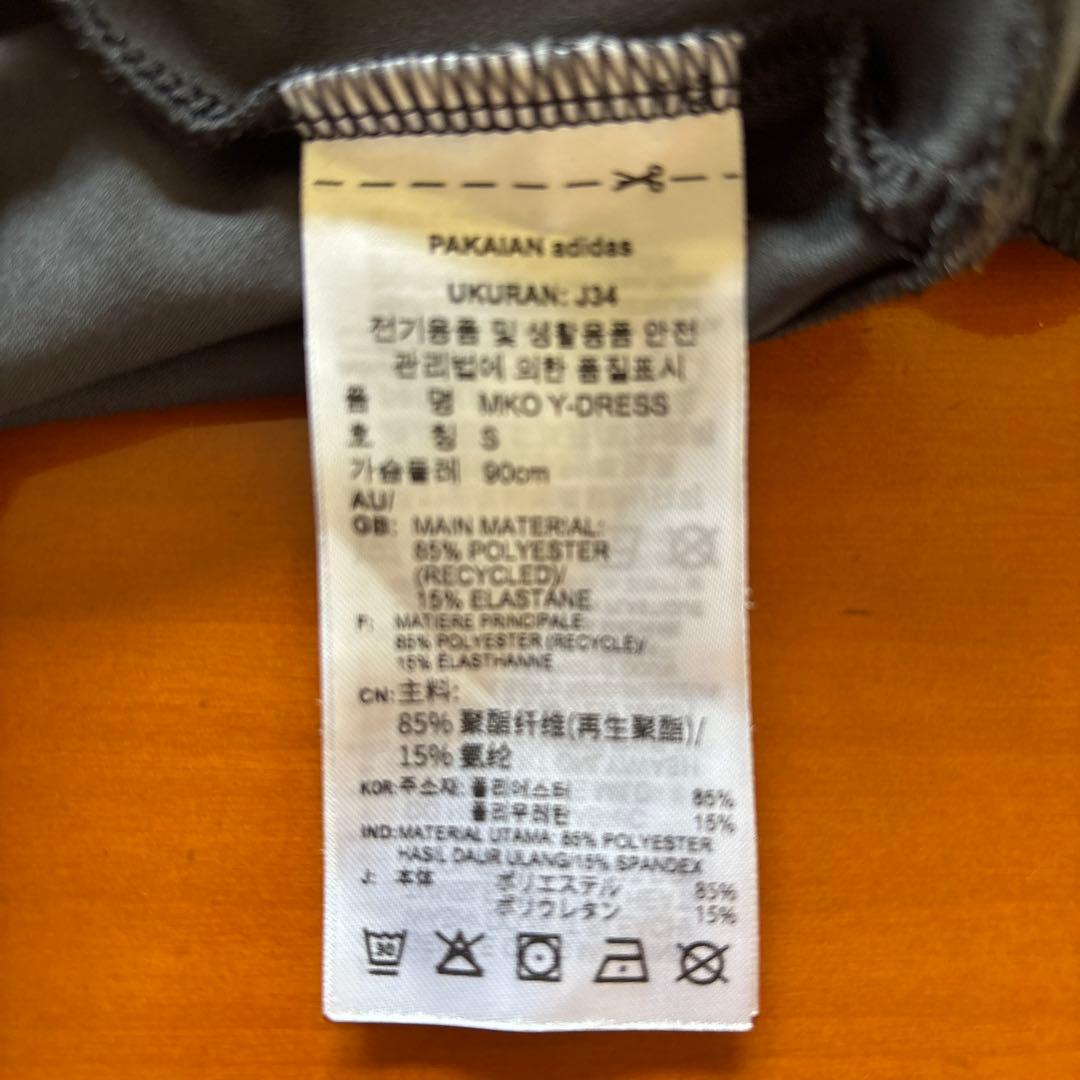 PAKAIAN adidas
UKURAN: J34
전기용품 및 생활용품 안전
관리법에 의한 품질표시
품 명 MKO Y-DRESS
호 칭 S
가슴둘레 90cm
AU/
GB: MAIN MATERIAL:
85% POLYESTER
(RECYCLED)/
15% ELASTANE
F: MATIERE PRINCIPALE:
85% POLYESTER (RECYCLE)/
15% ELASTHANNE
CN: 主料:
85% 聚酯纤维(再生聚酯)/
15% 氨纶
KOR: 주소재: 폴리에스터 85%
폴리우레탄 15%
IND: MATERIAL UTAMA: 85% POLYESTER
HASIL DAUR ULANG/15% SPANDEX
J: 本体 ポリエステル 85%
ポリウレタン 15%
30